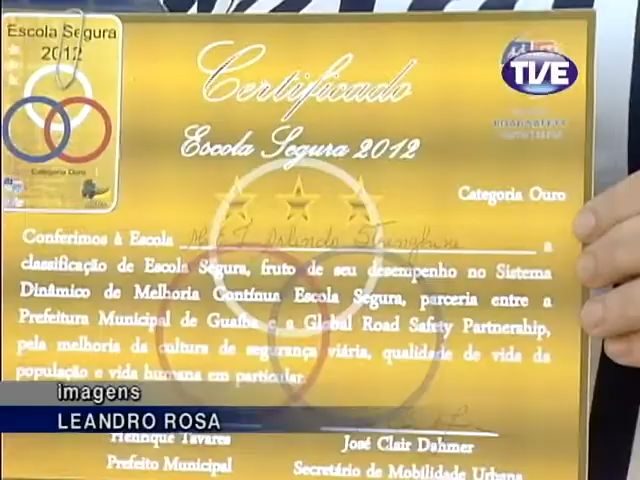 Escola Segura
2012
Categoria Ouro
TVE
ROAD SAFETY
Certificado
Escola Segura 2012
Categoria Ouro
Conferimos à Escola Arlindo a
classificação de Escola Segura, fruto de seu desempenho no Sistema
Dinâmico de Melhoria Contínua Escola Segura, parceria entre a
Prefeitura Municipal de Guaíba e a Global Road Safety Partnership,
pela melhoria da cultura de segurança viária, qualidade de vida da
população e vida humana em particular.
imagens
LEANDRO ROSA
Henrique Tavares
Prefeito Municipal
José Clair Dahmer
Secretário de Mobilidade Urbana